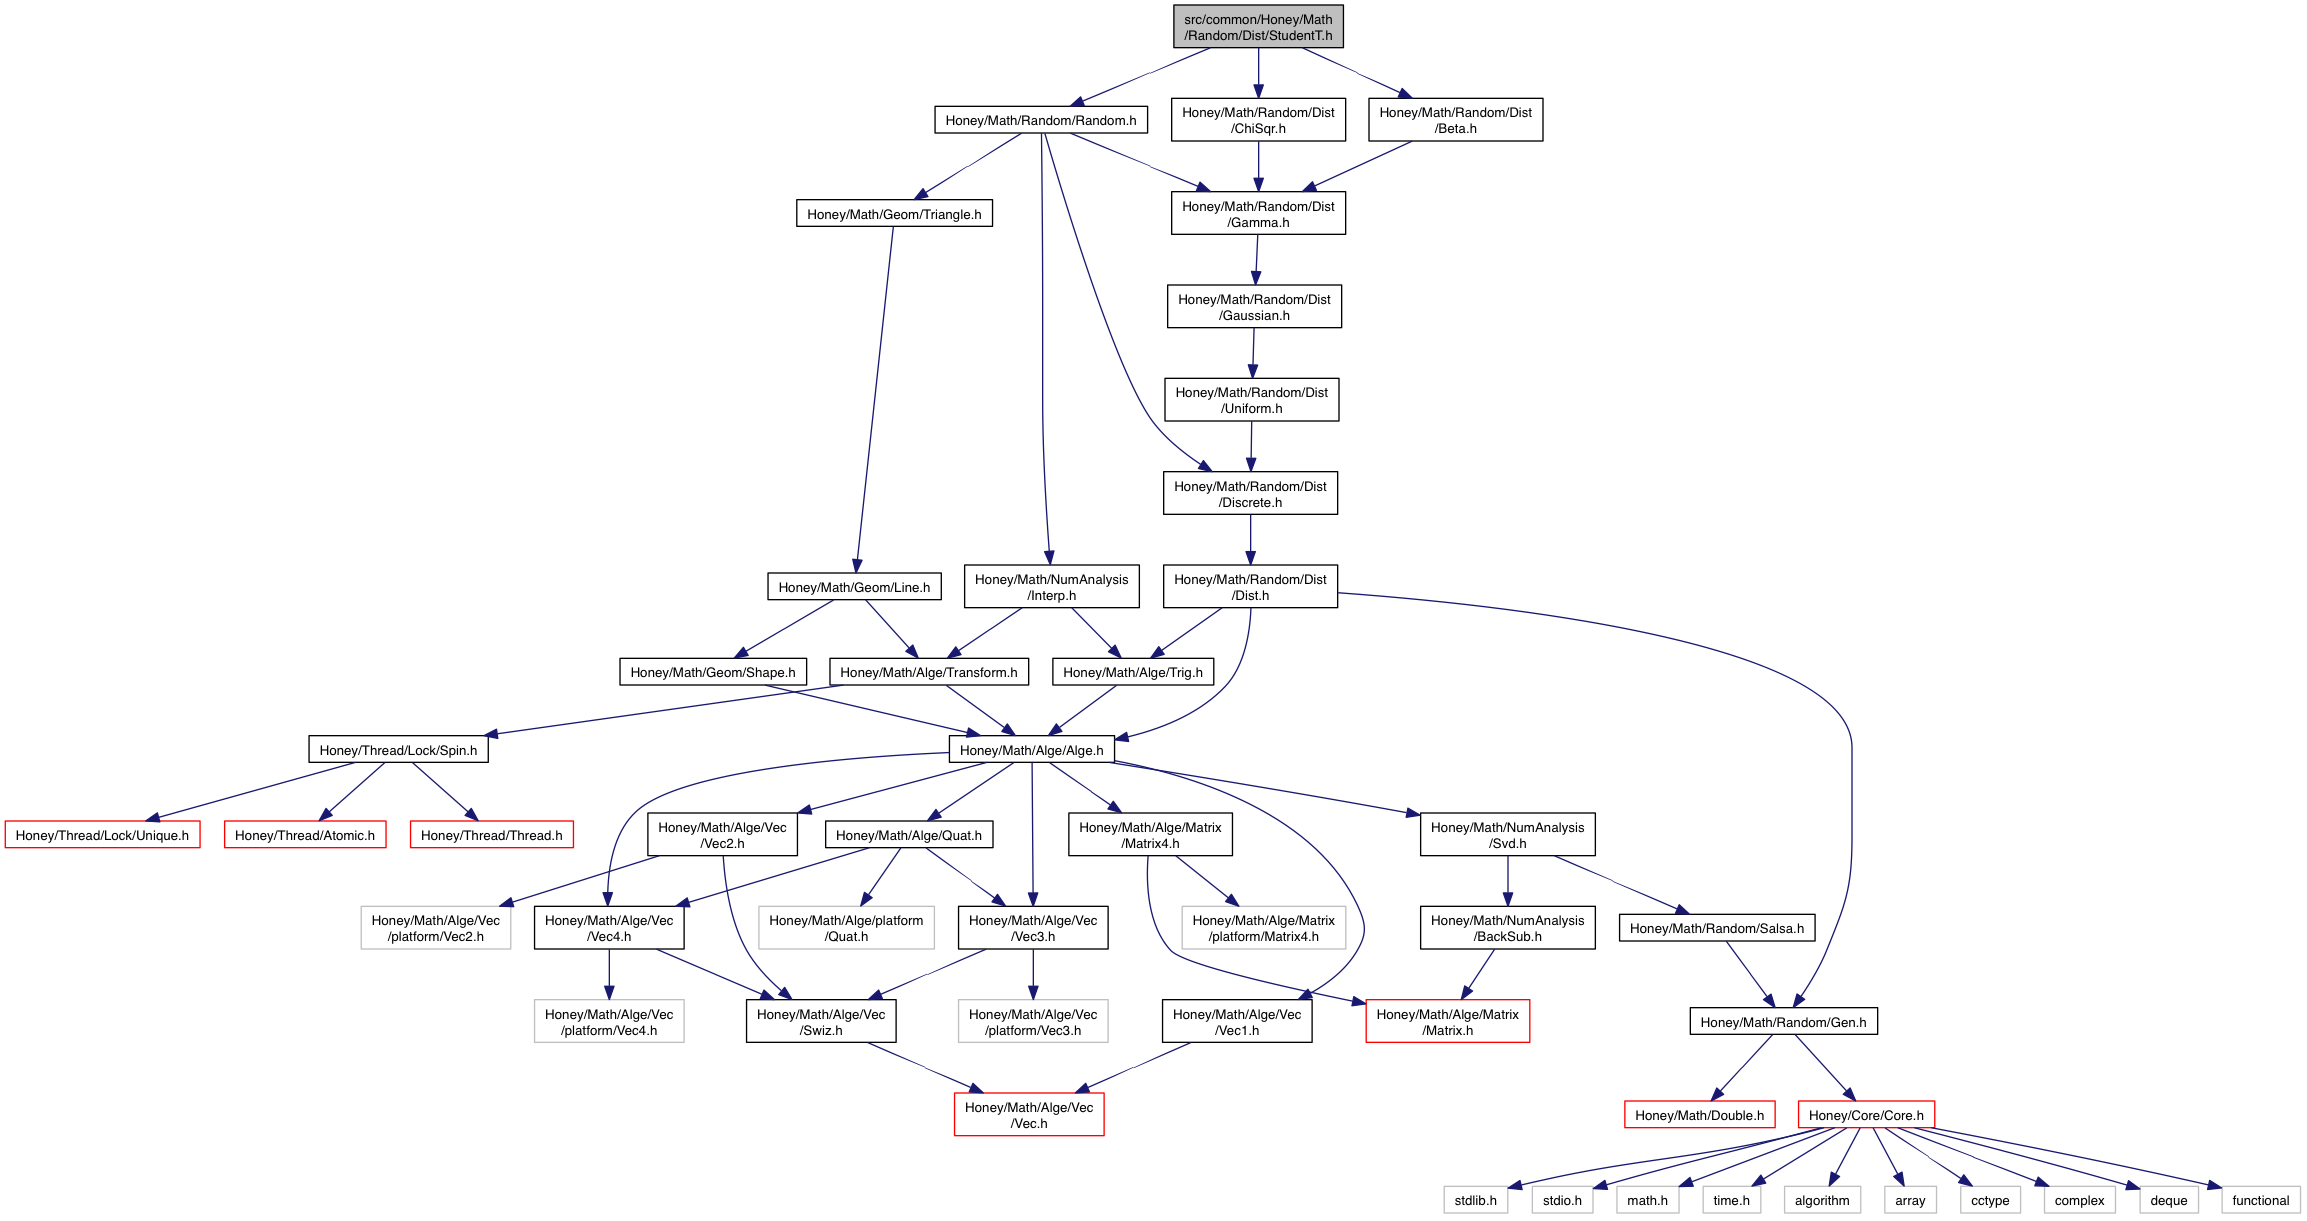 src/common/Honey/Math
/Random/Dist/StudentT.h
Honey/Math/Random/Random.h
Honey/Math/Random/Dist
/ChiSqr.h
Honey/Math/Random/Dist
/Beta.h
Honey/Math/Geom/Triangle.h
Honey/Math/Random/Dist
/Gamma.h
Honey/Math/Random/Dist
/Gaussian.h
Honey/Math/Random/Dist
/Uniform.h
Honey/Math/Random/Dist
/Discrete.h
Honey/Math/Geom/Line.h
Honey/Math/NumAnalysis
/Interp.h
Honey/Math/Random/Dist
/Dist.h
Honey/Math/Geom/Shape.h
Honey/Math/Alge/Transform.h
Honey/Math/Alge/Trig.h
Honey/Thread/Lock/Spin.h
Honey/Math/Alge/Alge.h
Honey/Thread/Lock/Unique.h
Honey/Thread/Atomic.h
Honey/Thread/Thread.h
Honey/Math/Alge/Vec
/Vec2.h
Honey/Math/Alge/Quat.h
Honey/Math/Alge/Matrix
/Matrix4.h
Honey/Math/NumAnalysis
/Svd.h
Honey/Math/Alge/Vec
/platform/Vec2.h
Honey/Math/Alge/Vec
/Vec4.h
Honey/Math/Alge/platform
/Quat.h
Honey/Math/Alge/Vec
/Vec3.h
Honey/Math/Alge/Matrix
/platform/Matrix4.h
Honey/Math/NumAnalysis
/BackSub.h
Honey/Math/Random/Salsa.h
Honey/Math/Alge/Vec
/platform/Vec4.h
Honey/Math/Alge/Vec
/Swiz.h
Honey/Math/Alge/Vec
/platform/Vec3.h
Honey/Math/Alge/Vec
/Vec1.h
Honey/Math/Alge/Matrix
/Matrix.h
Honey/Math/Random/Gen.h
Honey/Math/Alge/Vec
/Vec.h
Honey/Math/Double.h
Honey/Core/Core.h
stdlib.h
stdio.h
math.h
time.h
algorithm
array
cctype
complex
deque
functional